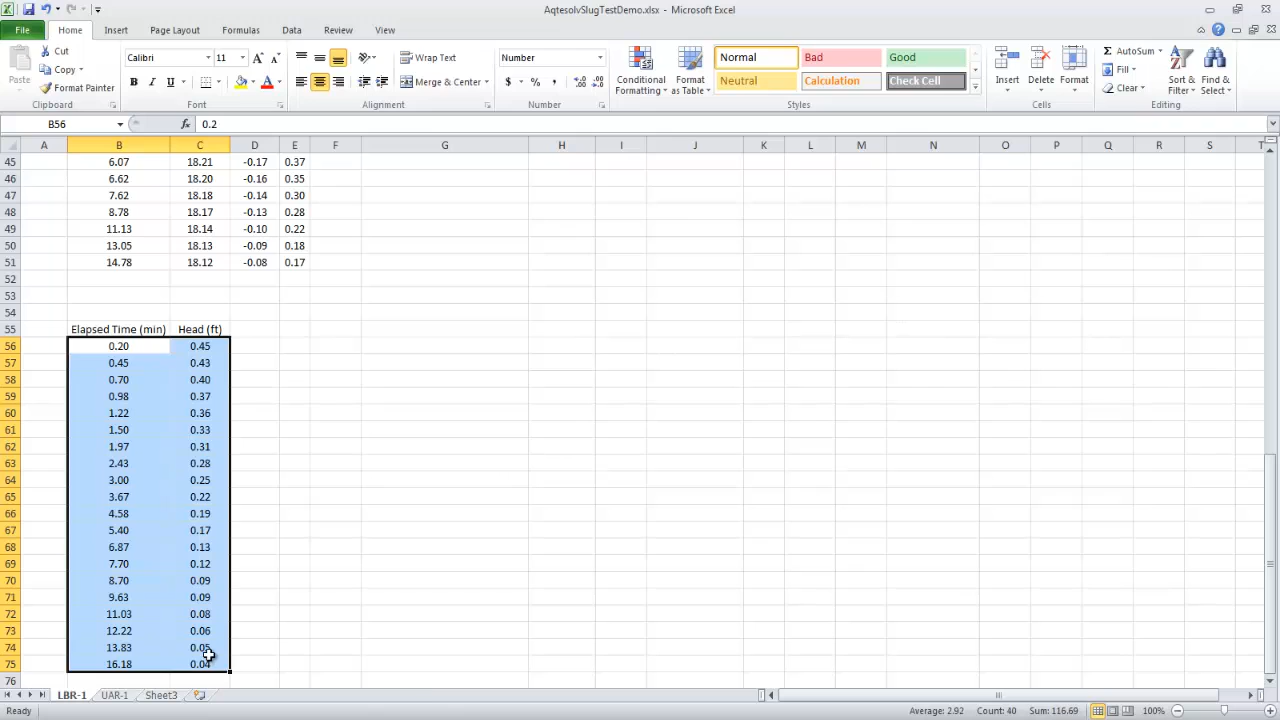 AqtesolvSlugTestDemo.xlsx - Microsoft Excel
File Home Insert Page Layout Formulas Data Review View
Paste Cut Calibri 11 Wrap Text Number Conditional Formatting Format as Table Normal Bad Good Insert Delete Format AutoSum Sort & Filter Find & Select
Copy Fill
Format Painter B I U Merge & Center $ % , Neutral Calculation Check Cell Clear
Clipboard Font Alignment Number Styles Cells Editing
B56 fx 0.2
A B C D E F G H I J K L M N O P Q R S T
45 6.07 18.21 -0.17 0.37
46 6.62 18.20 -0.16 0.35
47 7.62 18.18 -0.14 0.30
48 8.78 18.17 -0.13 0.28
49 11.13 18.14 -0.10 0.22
50 13.05 18.13 -0.09 0.18
51 14.78 18.12 -0.08 0.17
52
53
54
55 Elapsed Time (min) Head (ft)
56 0.20 0.45
57 0.45 0.43
58 0.70 0.40
59 0.98 0.37
60 1.22 0.36
61 1.50 0.33
62 1.97 0.31
63 2.43 0.28
64 3.00 0.25
65 3.67 0.22
66 4.58 0.19
67 5.40 0.17
68 6.87 0.13
69 7.70 0.12
70 8.70 0.09
71 9.63 0.09
72 11.03 0.08
73 12.22 0.06
74 13.83 0.05
75 16.18 0.04
76
LBR-1 UAR-1 Sheet3
Ready Average: 2.92 Count: 40 Sum: 116.69 100%